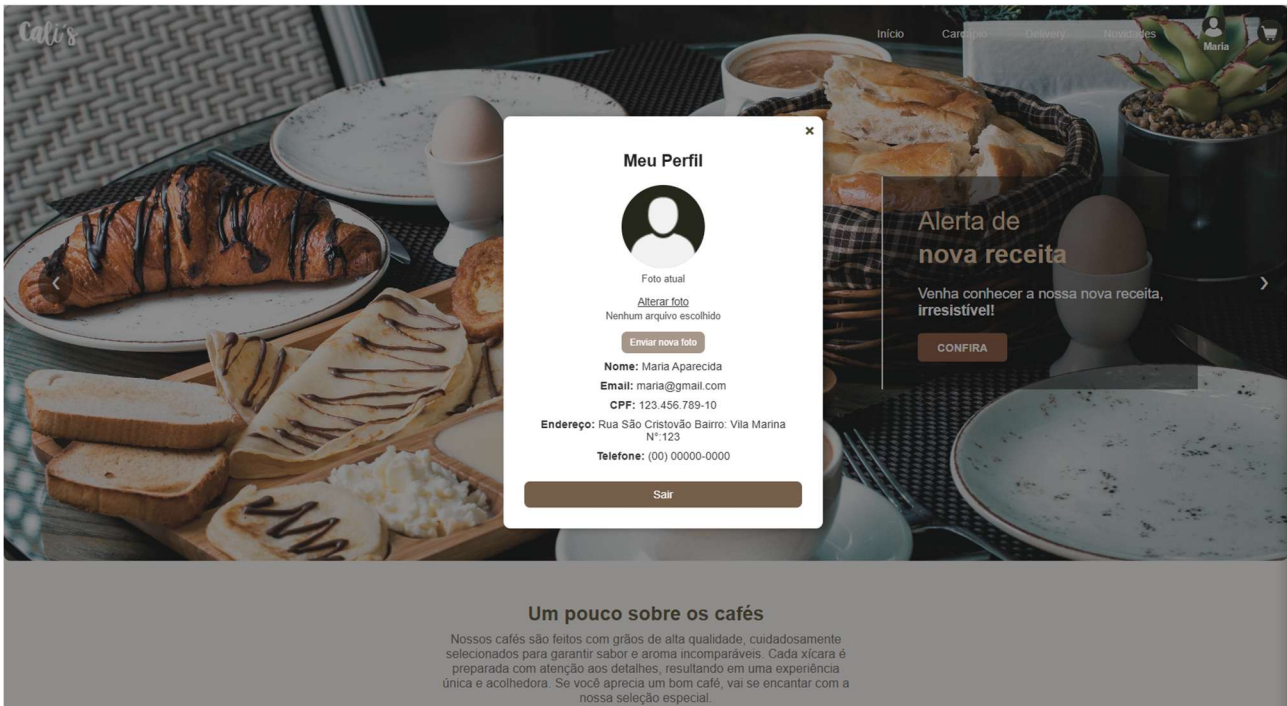 Cali's
Início Cardápio Delivery Novidades
Maria
×
Meu Perfil
Foto atual
Alterar foto
Nenhum arquivo escolhido
Enviar nova foto
Nome: Maria Aparecida
Email: maria@gmail.com
CPF: 123.456.789-10
Endereço: Rua São Cristovão Bairro: Vila Marina
N°:123
Telefone: (00) 00000-0000
Sair
Alerta de
nova receita
Venha conhecer a nossa nova receita,
irresistível!
CONFIRA
Um pouco sobre os cafés
Nossos cafés são feitos com grãos de alta qualidade, cuidadosamente
selecionados para garantir sabor e aroma incomparáveis. Cada xícara é
preparada com atenção aos detalhes, resultando em uma experiência
única e acolhedora. Se você aprecia um bom café, vai se encantar com a
nossa seleção especial.